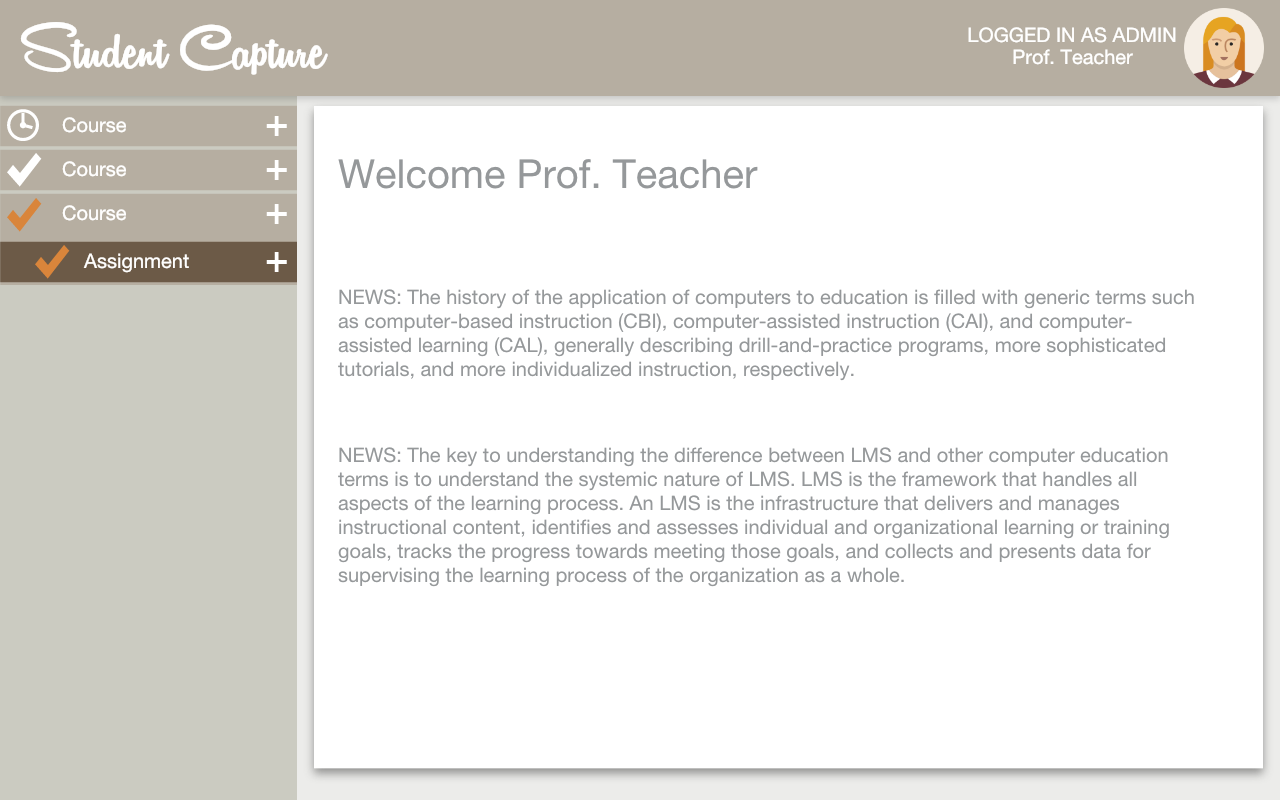 Student Capture
LOGGED IN AS ADMIN
Prof. Teacher
Course
Course
Course
Assignment
Welcome Prof. Teacher
NEWS: The history of the application of computers to education is filled with generic terms such
as computer-based instruction (CBI), computer-assisted instruction (CAI), and computer-
assisted learning (CAL), generally describing drill-and-practice programs, more sophisticated
tutorials, and more individualized instruction, respectively.
NEWS: The key to understanding the difference between LMS and other computer education
terms is to understand the systemic nature of LMS. LMS is the framework that handles all
aspects of the learning process. An LMS is the infrastructure that delivers and manages
instructional content, identifies and assesses individual and organizational learning or training
goals, tracks the progress towards meeting those goals, and collects and presents data for
supervising the learning process of the organization as a whole.